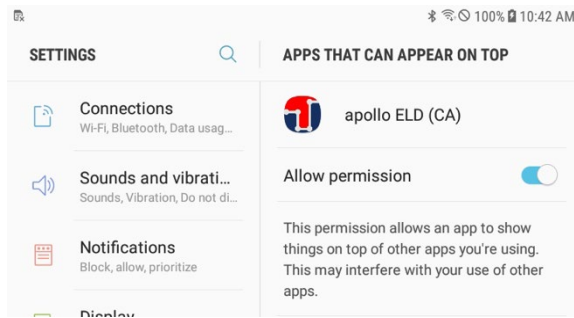 100% 10:42 AM
SETTINGS
APPS THAT CAN APPEAR ON TOP
Connections
Wi-Fi, Bluetooth, Data usag...
Sounds and vibrati...
Sounds, Vibration, Do not di...
Notifications
Block, allow, prioritize
Display
apollo ELD (CA)
Allow permission
This permission allows an app to show
things on top of other apps you're using.
This may interfere with your use of other
apps.